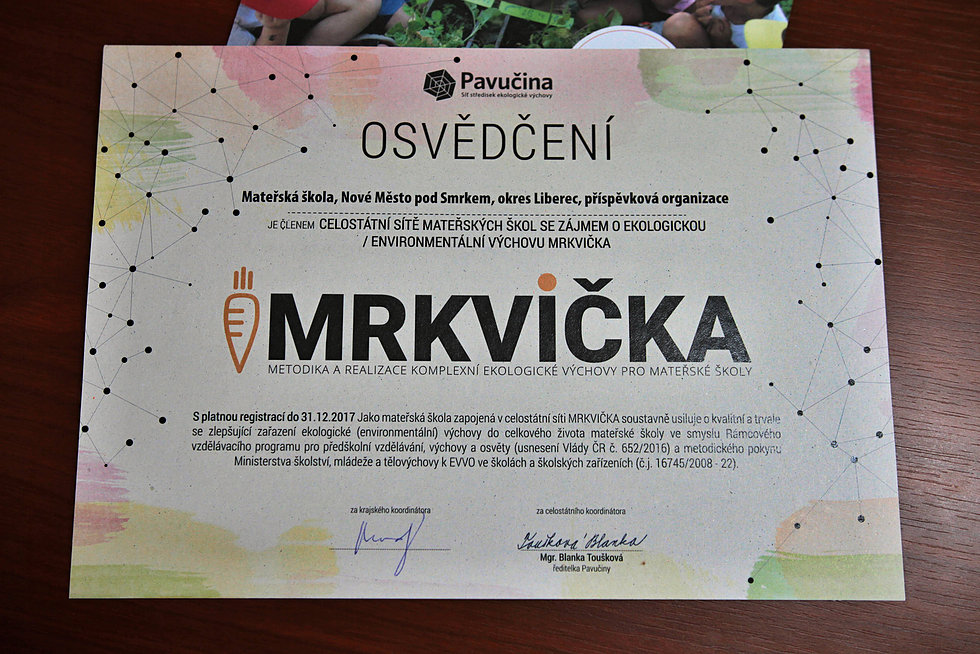 Pavučina
Síť středisek ekologické výchovy
OSVĚDČENÍ
Mateřská škola, Nové Město pod Smrkem, okres Liberec, příspěvková organizace
JE ČLENEM CELOSTÁTNÍ SÍTĚ MATEŘSKÝCH ŠKOL SE ZÁJMEM O EKOLOGICKOU
/ ENVIRONMENTÁLNÍ VÝCHOVU MRKVIČKA
MRKVIČKA
METODIKA A REALIZACE KOMPLEXNÍ EKOLOGICKÉ VÝCHOVY PRO MATEŘSKÉ ŠKOLY
S platnou registrací do 31.12.2017 Jako mateřská škola zapojená v celostátní síti MRKVIČKA soustavně usiluje o kvalitní a trvale
se zlepšující zařazení ekologické (environmentální) výchovy do celkového života mateřské školy ve smyslu Rámcového
vzdělávacího programu pro předškolní vzdělávání, výchovy a osvěty (usnesení Vlády ČR č. 652/2016) a metodického pokynu
Ministerstva školství, mládeže a tělovýchovy k EVVO ve školách a školských zařízeních (č.j. 16745/2008 - 22).
za krajského koordinátora
za celostátního koordinátora
Toušková Blanka
Mgr. Blanka Toušková
ředitelka Pavučiny